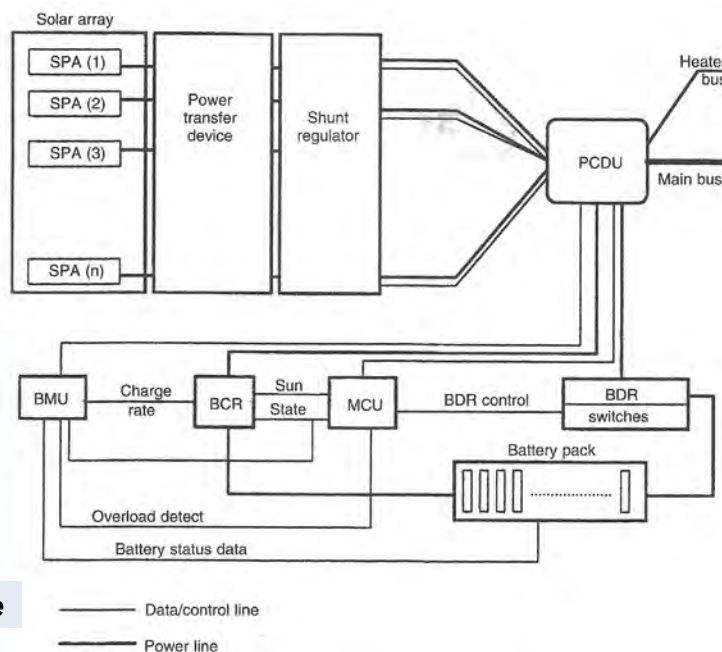 Solar array
SPA (1)
SPA (2)
SPA (3)
SPA (n)
Power
transfer
device
Shunt
regulator
PCDU
Heate
bus
Main bus
BMU
Charge
rate
BCR
Sun
State
MCU
BDR control
BDR
switches
Battery pack
Overload detect
Battery status data
e
Data/control line
Power line